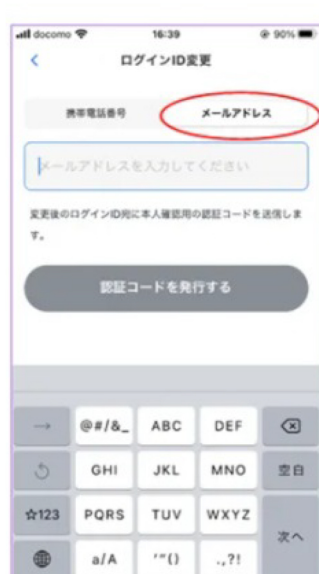 docomo 16:39 90%
ログインID変更
携帯電話番号 メールアドレス
メールアドレスを入力してください
変更後のログインID宛に本人確認用の認証コードを送信しま
す。
認証コードを発行する
→ @#/&_ ABC DEF
GHI JKL MNO 空白
☆123 PQRS TUV WXYZ
次へ
a/A '"() .,?!